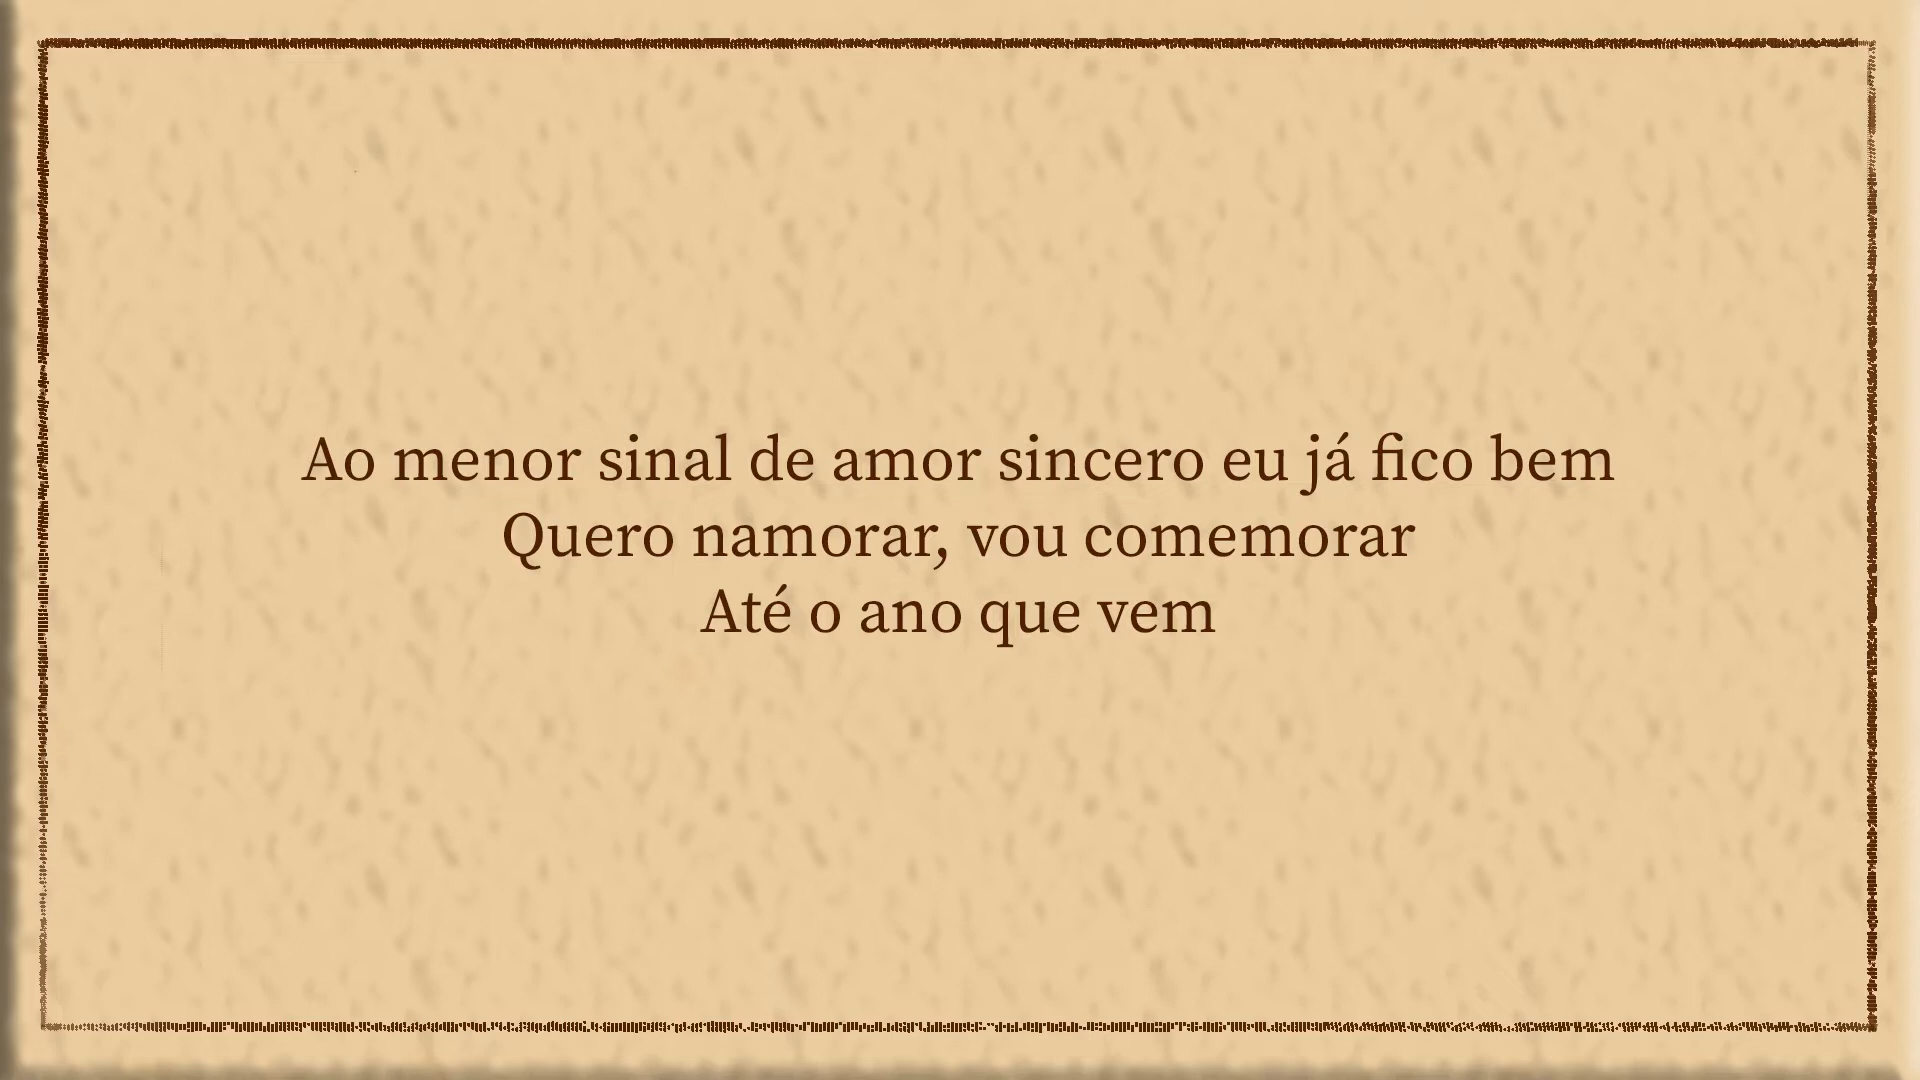 Ao menor sinal de amor sincero eu já fico bem
Quero namorar, vou comemorar
Até o ano que vem